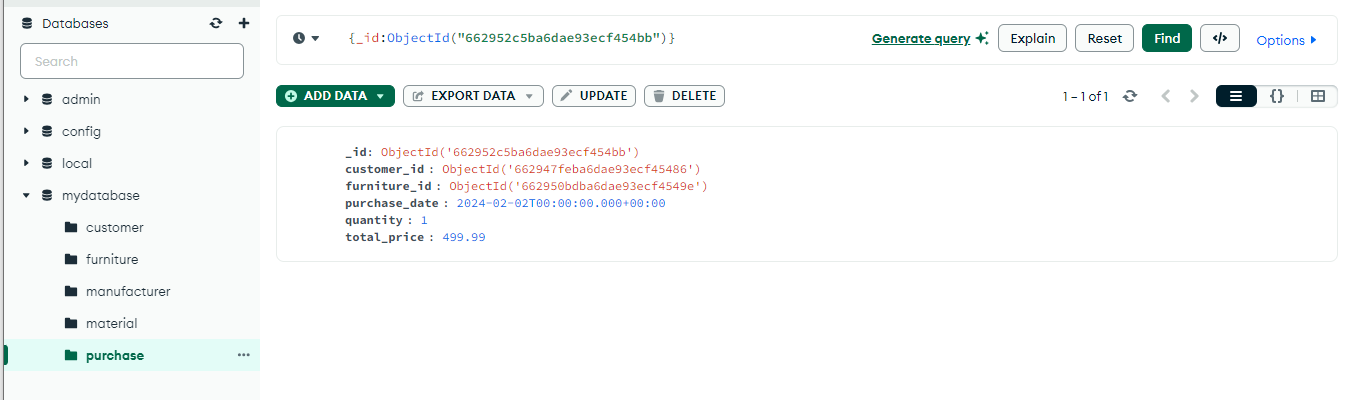 Databases
Search
admin
config
local
mydatabase
customer
furniture
manufacturer
material
purchase
{_id:ObjectId("662952c5ba6dae93ecf454bb")}
Generate query
Explain
Reset
Find
</>
Options
ADD DATA
EXPORT DATA
UPDATE
DELETE
1 – 1 of 1
{}
_id: ObjectId('662952c5ba6dae93ecf454bb')
customer_id : ObjectId('662947feba6dae93ecf45486')
furniture_id : ObjectId('662950bdba6dae93ecf4549e')
purchase_date : 2024-02-02T00:00:00.000+00:00
quantity : 1
total_price : 499.99